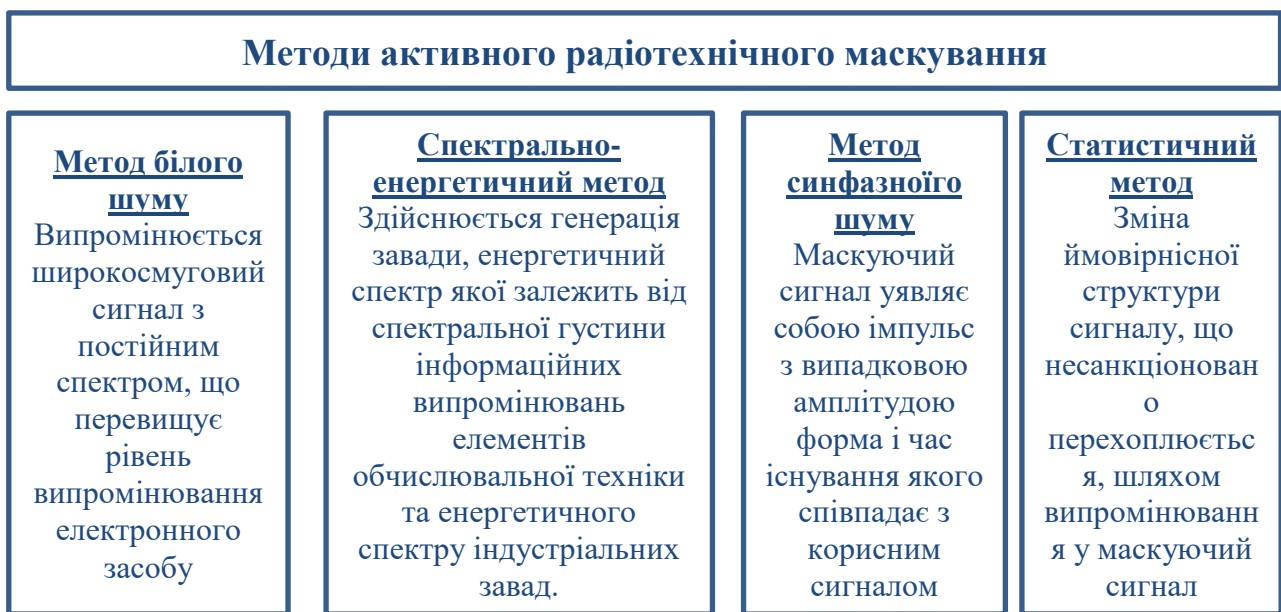 Методи активного радіотехнічного маскування
Метод білого
шуму
Випромінюється
широкосмуговий
сигнал з
постійним
спектром, що
перевищує
рівень
випромінювання
електронного
засобу
Спектрально-
енергетичний метод
Здійснюється генерація
завади, енергетичний
спектр якої залежить від
спектральної густини
інформаційних
випромінювань
елементів
обчислювальної техніки
та енергетичного
спектру індустріальних
завад.
Метод
синфазноїго
шуму
Маскуючий
сигнал уявляє
собою імпульс
з випадковою
амплітудою
форма і час
існування якого
співпадає з
корисним
сигналом
Статистичний
метод
Зміна
ймовірнісної
структури
сигналу, що
несанкціонован
о
перехоплюєтьс
я, шляхом
випромінюванн
я у маскуючий
сигнал